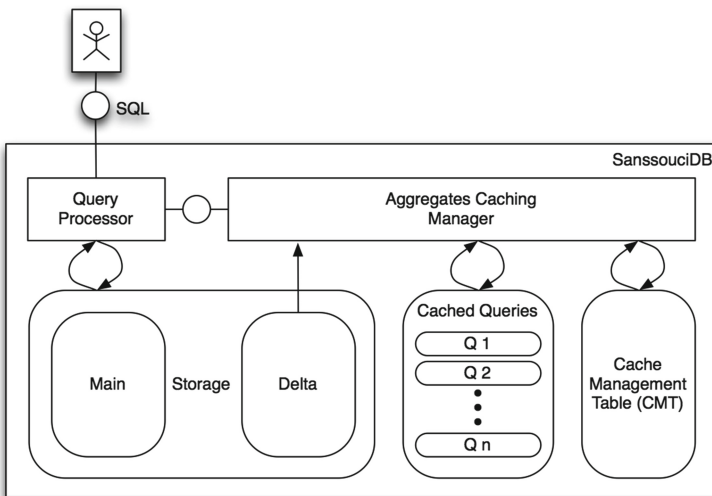 SQL
SanssouciDB
Query
Processor
Aggregates Caching
Manager
Main
Storage
Delta
Cached Queries
Q 1
Q 2
Q n
Cache
Management
Table (CMT)